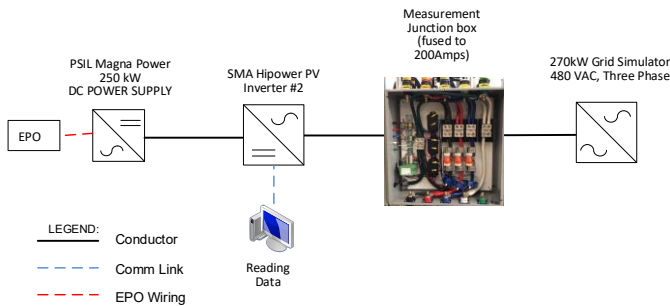 Measurement
Junction box
(fused to
200Amps)
PSIL Magna Power
250 kW
DC POWER SUPPLY
SMA Hipower PV
Inverter #2
270kW Grid Simulator
480 VAC, Three Phase
EPO
LEGEND:
Conductor
Comm Link
EPO Wiring
Reading
Data